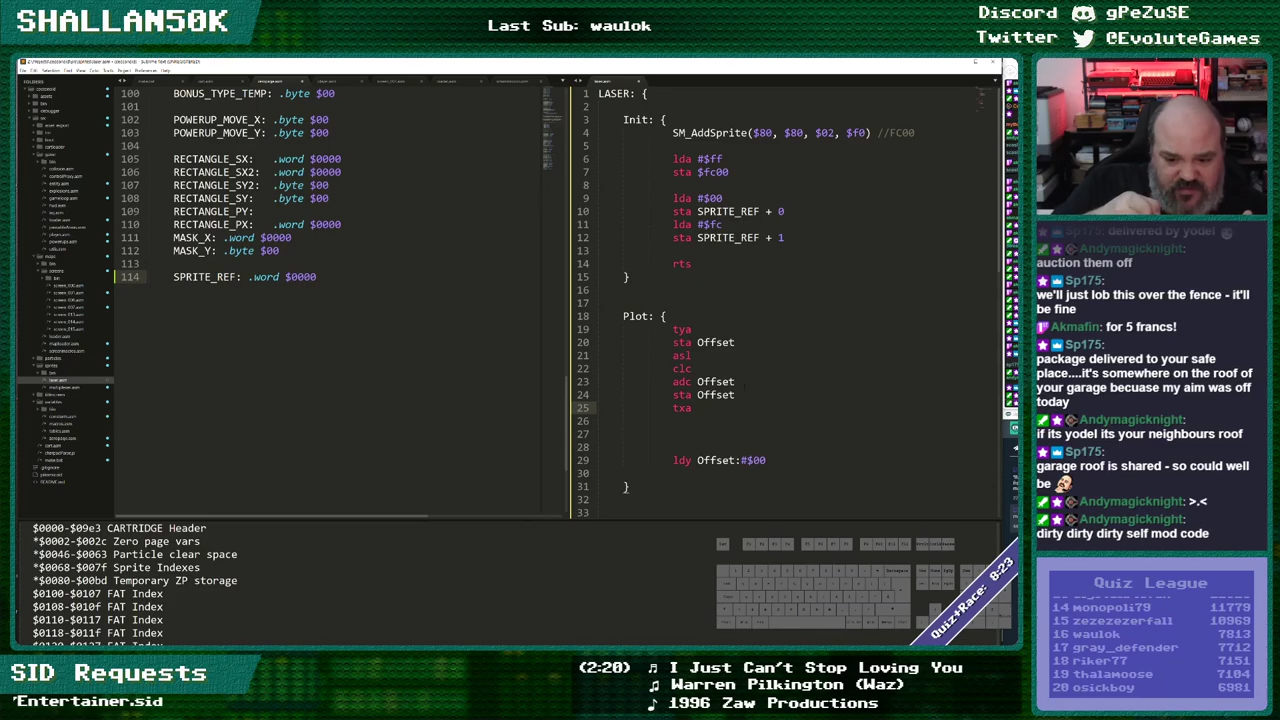 SHALLAN50K
Last Sub: waulok
Discord gPeZuSE
Twitter @EvoluteGames
100 BONUS_TYPE_TEMP: .byte $00
101
102 POWERUP_MOVE_X: .byte $00
103 POWERUP_MOVE_Y: .byte $00
104
105 RECTANGLE_SX: .word $0000
106 RECTANGLE_SX2: .word $0000
107 RECTANGLE_SY2: .byte $00
108 RECTANGLE_SY: .byte $00
109 RECTANGLE_PY:
110 RECTANGLE_PX: .word $0000
111 MASK_X: .word $0000
112 MASK_Y: .byte $00
113
114 SPRITE_REF: .word $0000
1 LASER: {
2
3 Init: {
4 SM_AddSprite($80, $80, $02, $f0) //FC00
5
6 lda #$ff
7 sta $fc00
8
9 lda #$00
10 sta SPRITE_REF + 0
11 lda #$fc
12 sta SPRITE_REF + 1
13
14 rts
15 }
16
17
18 Plot: {
19 tya
20 sta Offset
21 asl
22 clc
23 adc Offset
24 sta Offset
25 txa
26
27
28
29 ldy Offset:#$00
30
31 }
32
33
$0000-$09e3 CARTRIDGE Header
*$0002-$002c Zero page vars
*$0046-$0063 Particle clear space
*$0068-$007f Sprite Indexes
*$0080-$00bd Temporary ZP storage
$0100-$0107 FAT Index
$0108-$010f FAT Index
$0110-$0117 FAT Index
$0118-$011f FAT Index
Quiz+Race: 8:23
Sp175: delivered by yodel
Andymagicknight:
auction them off
Sp175:
we'll just lob this over the fence - it'll
be fine
Akmafin: for 5 francs!
Sp175:
package delivered to your safe
place....it's somewhere on the roof of
your garage becuase my aim was off
today
Andymagicknight:
if its yodel its your neighbours roof
Sp175:
garage roof is shared - so could well
be
Andymagicknight: >.<
Andymagicknight:
dirty dirty dirty self mod code
Quiz League
14 monopoli79 11779
15 zezezezerfall 10969
16 waulok 7813
17 gray_defender 7712
18 riker77 7151
19 thalamoose 7104
20 osickboy 6981
SID Requests
'Entertainer.sid
(2:20) ♫ I Just Can't Stop Loving You
♫ Warren Pilkington (Waz)
♪ 1996 Zaw Productions